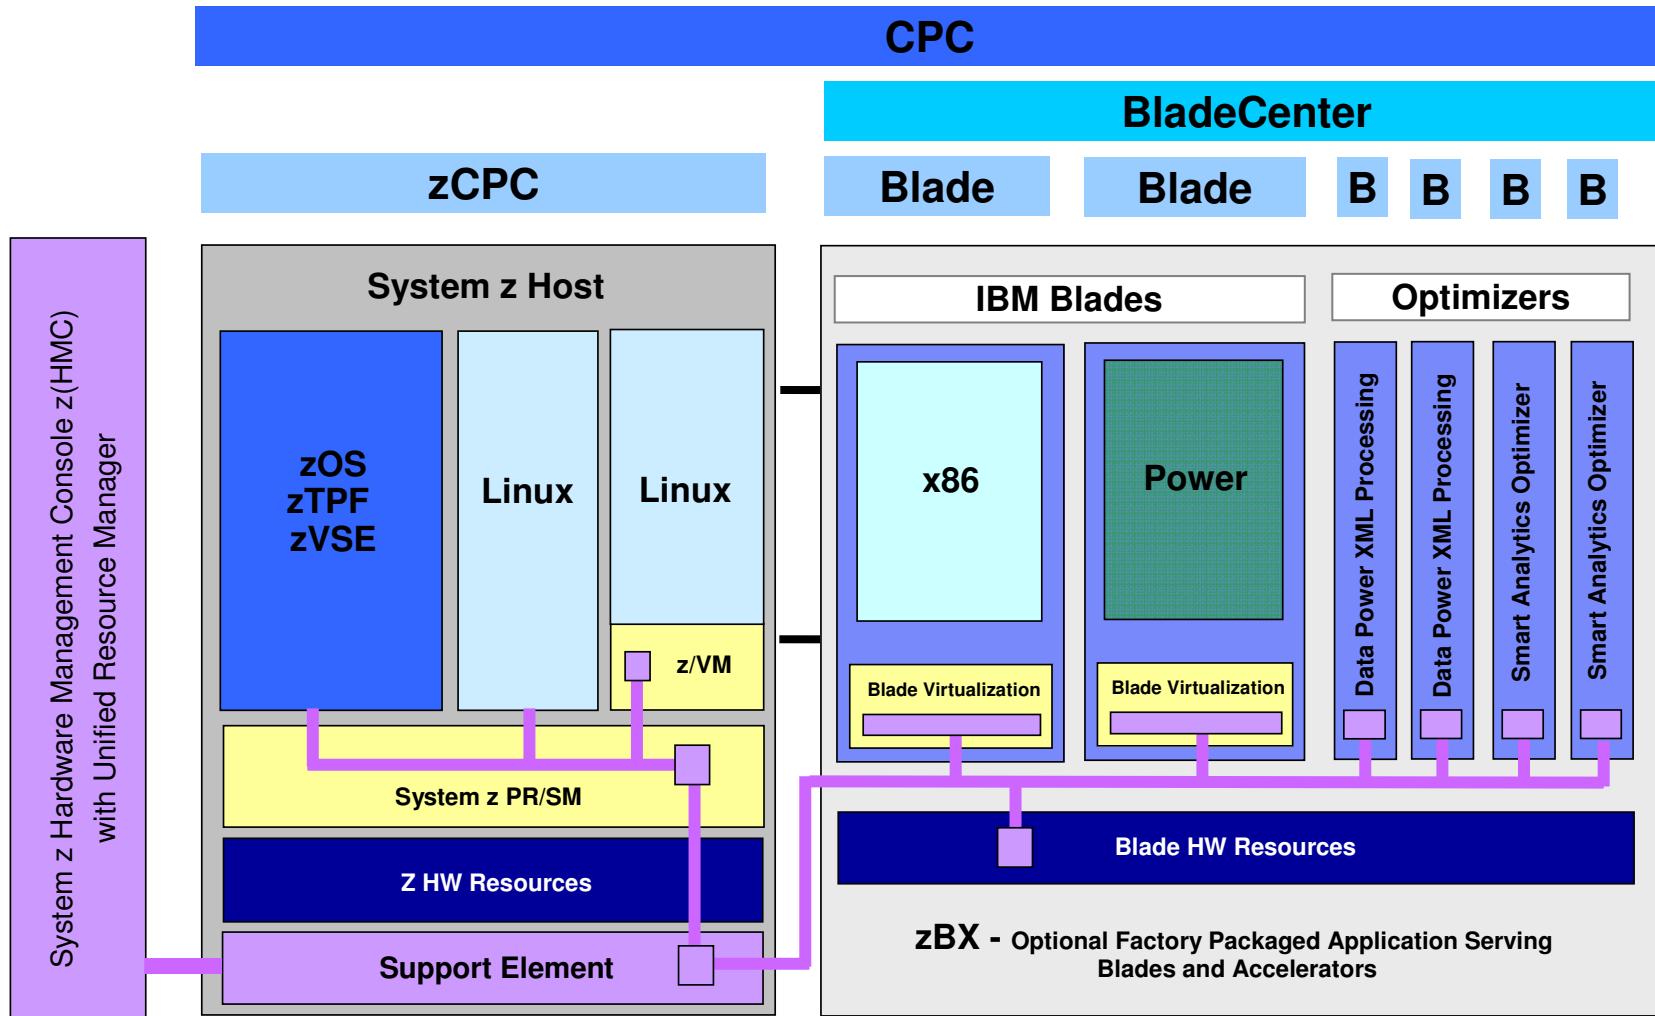 CPC
BladeCenter
zCPC
Blade
Blade
B
B
B
B
System z Hardware Management Console z(HMC)
with Unified Resource Manager
System z Host
zOS
zTPF
zVSE
Linux
Linux
z/VM
System z PR/SM
Z HW Resources
Support Element
IBM Blades
Optimizers
x86
Power
Blade Virtualization
Blade Virtualization
Data Power XML Processing
Data Power XML Processing
Smart Analytics Optimizer
Smart Analytics Optimizer
Blade HW Resources
zBX - Optional Factory Packaged Application Serving
Blades and Accelerators